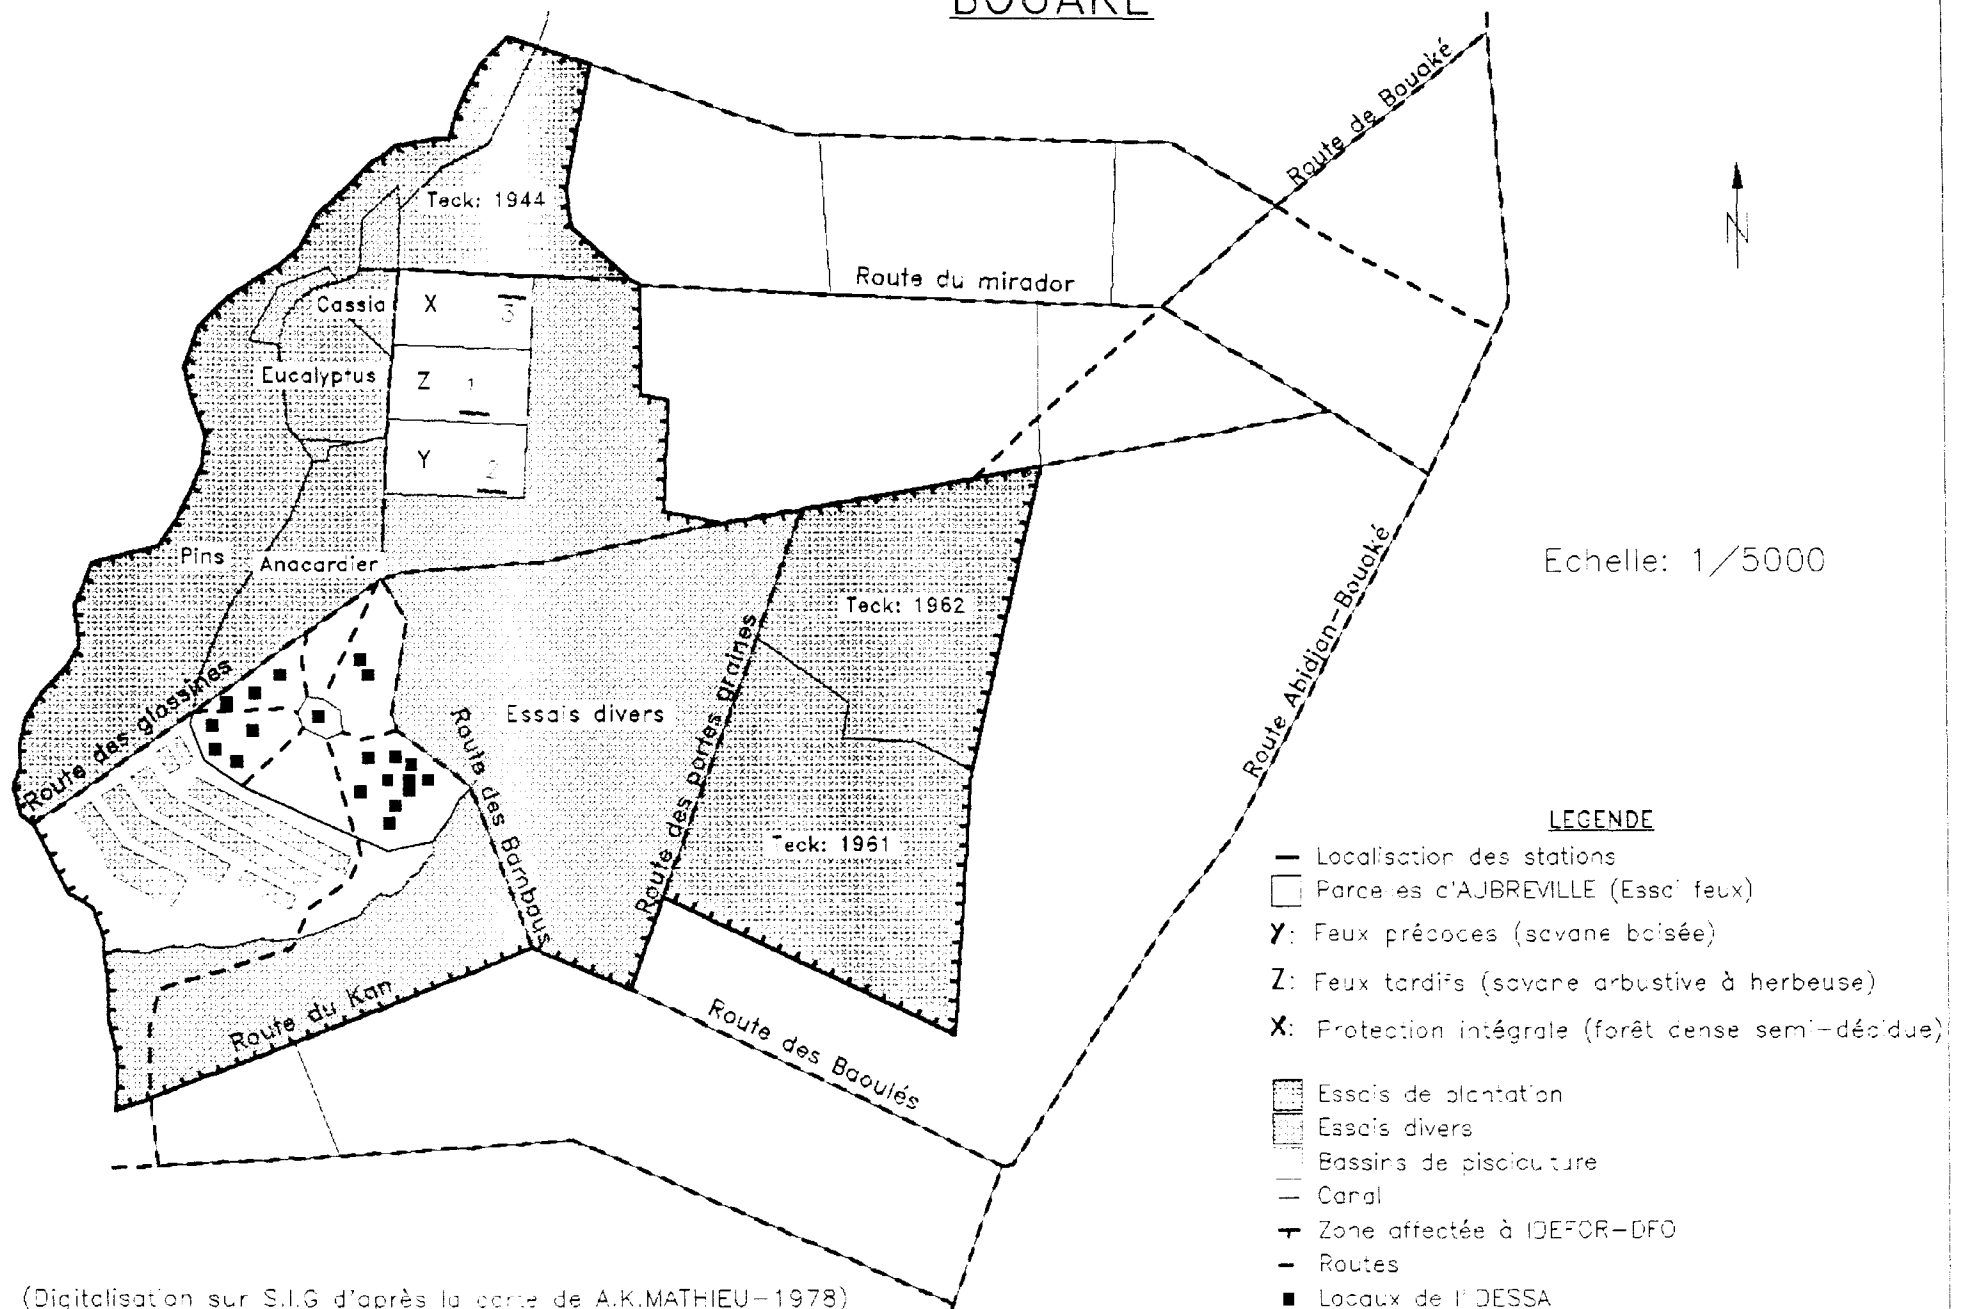 BOUAKE
Route de Bouaké
Teck: 1944
N
Route du mirador
Cassia
X
3
Eucalyptus
Z
1
Y
2
Echelle: 1/5000
Pins
Anacardier
Teck: 1962
Route des glossines
Route des Bambous
Essais divers
Route des portes graines
Route Abidjan-Bouaké
Teck: 1961
Route du Kan
Route des Baoulés
LEGENDE
Localisation des stations
Parcelles d'AUBREVILLE (Essai feux)
Y: Feux précoces (savane boisée)
Z: Feux tardifs (savane arbustive à herbeuse)
X: Protection intégrale (forêt dense semi-décidue)
Essais de plantation
Essais divers
Bassins de pisciculture
Canal
Zone affectée à IDEFOR-DFO
Routes
Locaux de l'IDESSA
(Digitalisation sur S.I.G d'après la carte de A.K.MATHIEU-1978)